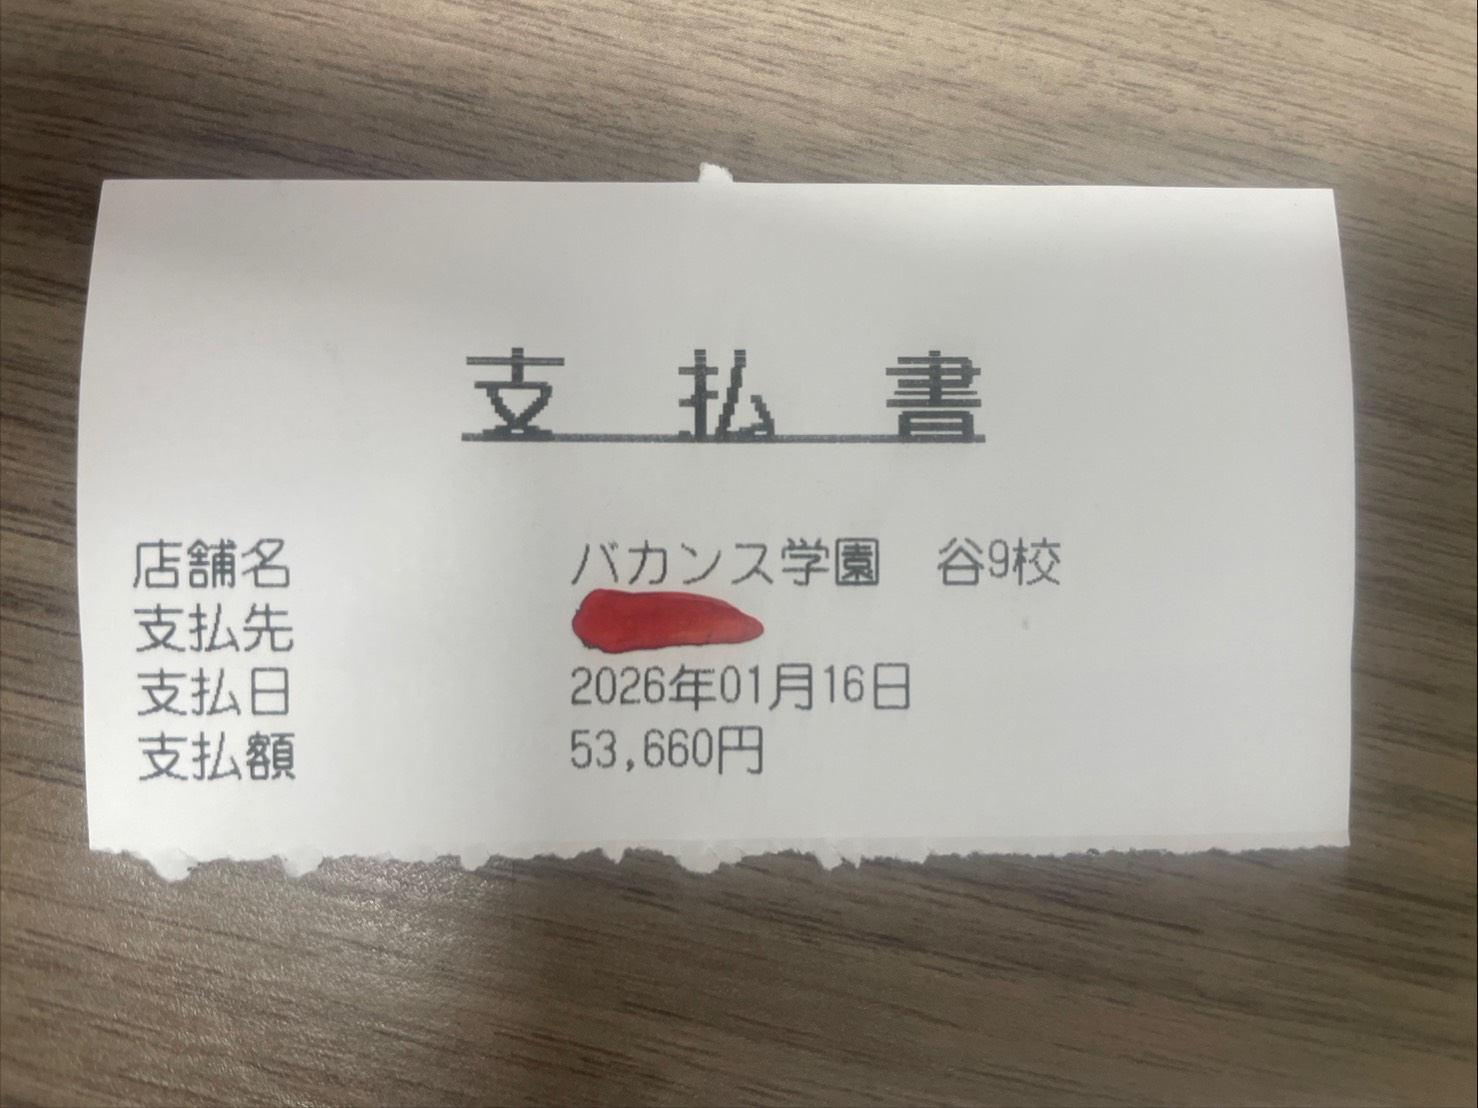 支払書
店舗名 バカンス学園 谷9校
支払先
支払日 2026年01月16日
支払額 53,660円